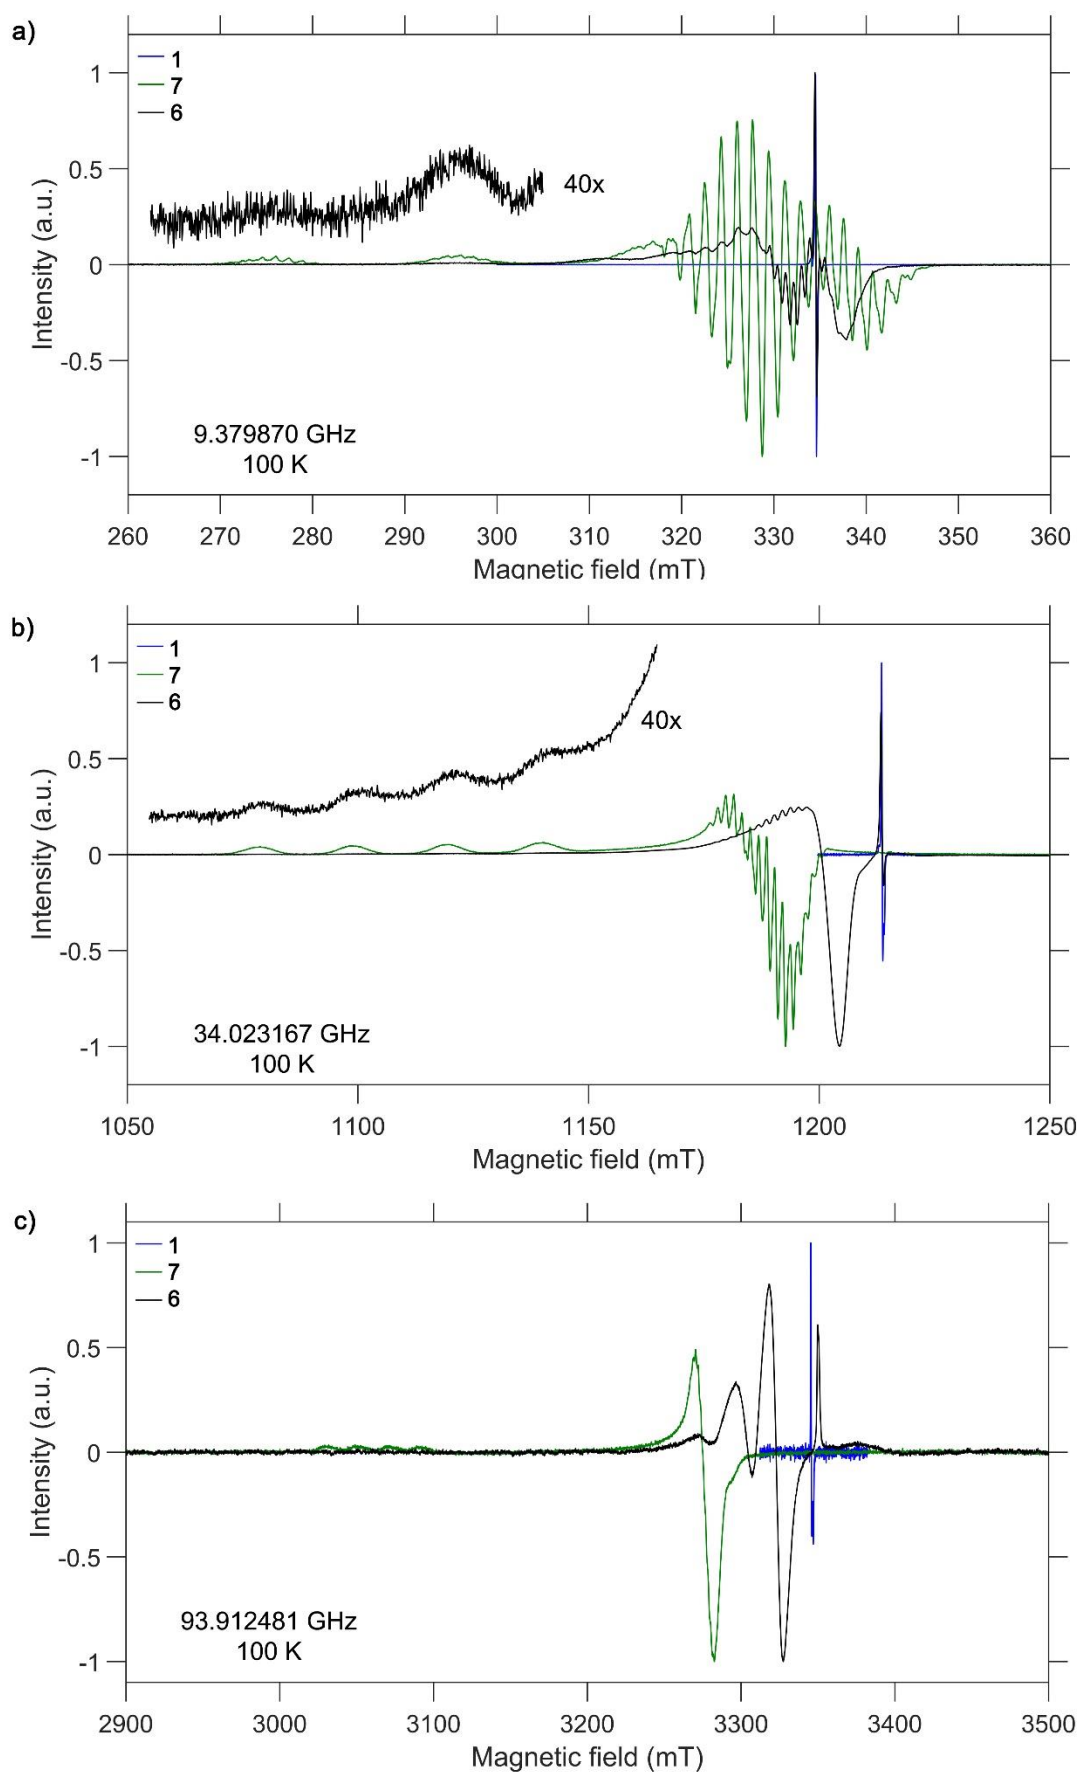 a)
1
7
6
40x
1
0.5
0
-0.5
-1
Intensity (a.u.)
9.379870 GHz
100 K
260 270 280 290 300 310 320 330 340 350 360
Magnetic field (mT)
b)
1
7
6
40x
1
0.5
0
-0.5
-1
Intensity (a.u.)
34.023167 GHz
100 K
1050 1100 1150 1200 1250
Magnetic field (mT)
c)
1
7
6
1
0.5
0
-0.5
-1
Intensity (a.u.)
93.912481 GHz
100 K
2900 3000 3100 3200 3300 3400 3500
Magnetic field (mT)